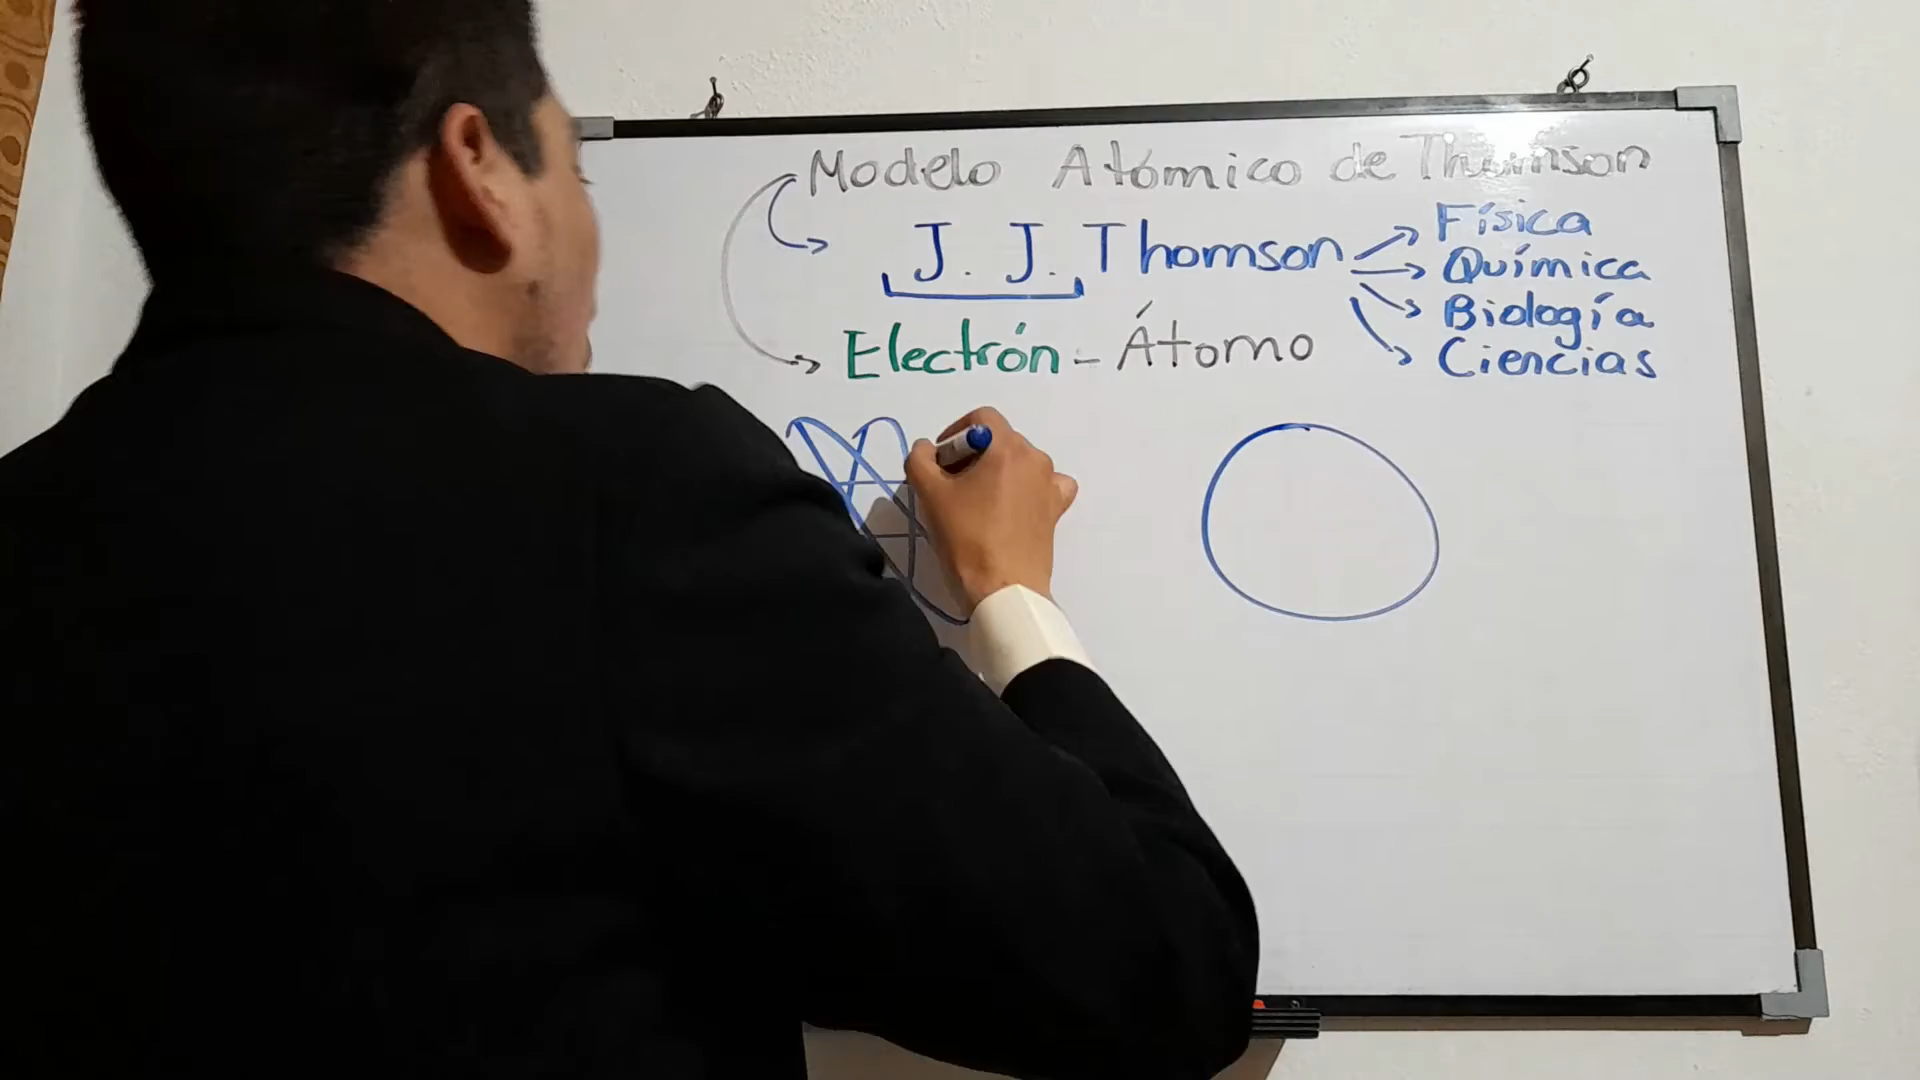 Modelo Atómico de Thomson
J. J. Thomson
Física
Química
Biología
Ciencias
Electrón - Átomo